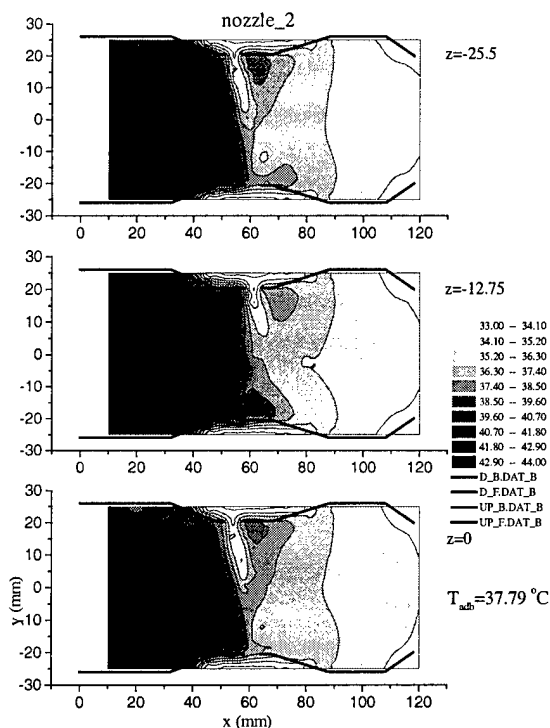 nozzle_2
30
20
10
0
-10
-20
-30
0 20 40 60 80 100 120
z=-25.5
30
20
10
0
-10
-20
-30
0 20 40 60 80 100 120
z=-12.75
33.00 -- 34.10
34.10 -- 35.20
35.20 -- 36.30
36.30 -- 37.40
37.40 -- 38.50
38.50 -- 39.60
39.60 -- 40.70
40.70 -- 41.80
41.80 -- 42.90
42.90 -- 44.00
D_B.DAT_B
D_F.DAT_B
UP_B.DAT_B
UP_F.DAT_B
z=0
T_adb=37.79 °C
y (mm)
30
20
10
0
-10
-20
-30
0 20 40 60 80 100 120
x (mm)